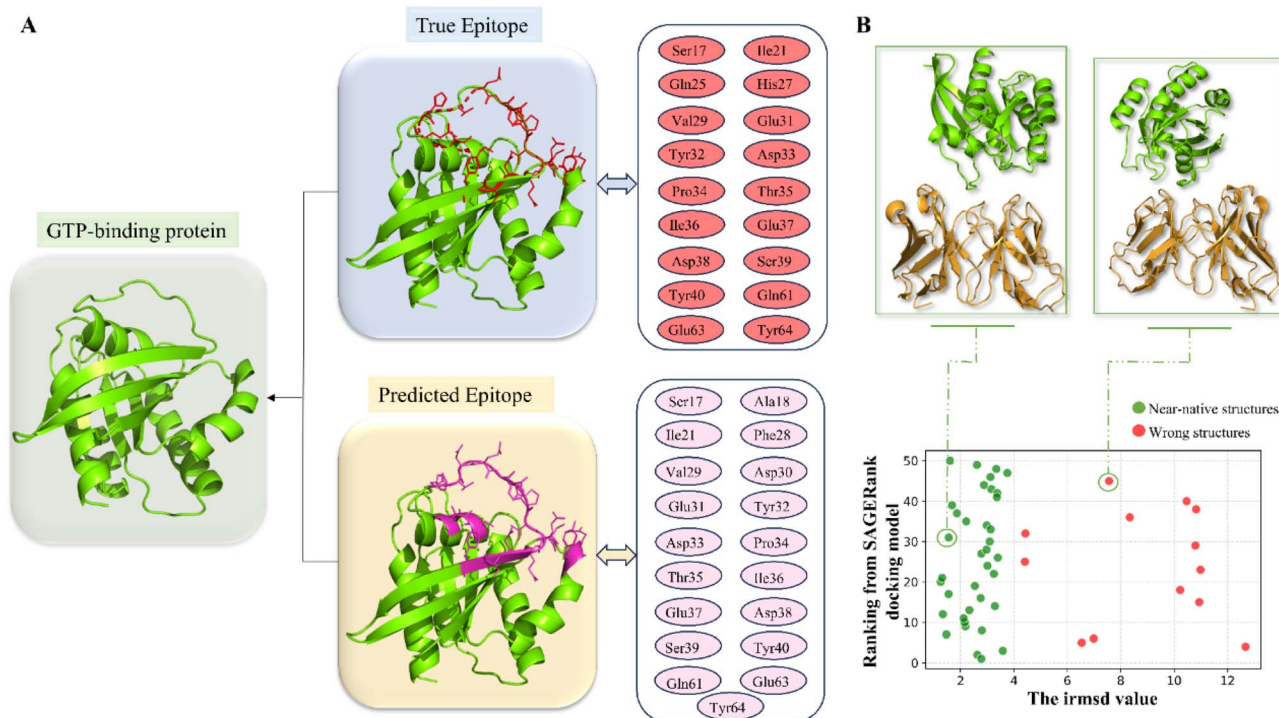 A
GTP-binding protein
True Epitope
Ser17 Ile21
Gln25 His27
Val29 Glu31
Tyr32 Asp33
Pro34 Thr35
Ile36 Glu37
Asp38 Ser39
Tyr40 Gln61
Glu63 Tyr64
Predicted Epitope
Ser17 Ala18
Ile21 Phe28
Val29 Asp30
Glu31 Tyr32
Asp33 Pro34
Thr35 Ile36
Glu37 Asp38
Ser39 Tyr40
Gln61 Glu63
Tyr64
B
Near-native structures
Wrong structures
Ranking from SAGERank
docking model
50
40
30
20
10
0
2 4 6 8 10 12
The irmsd value